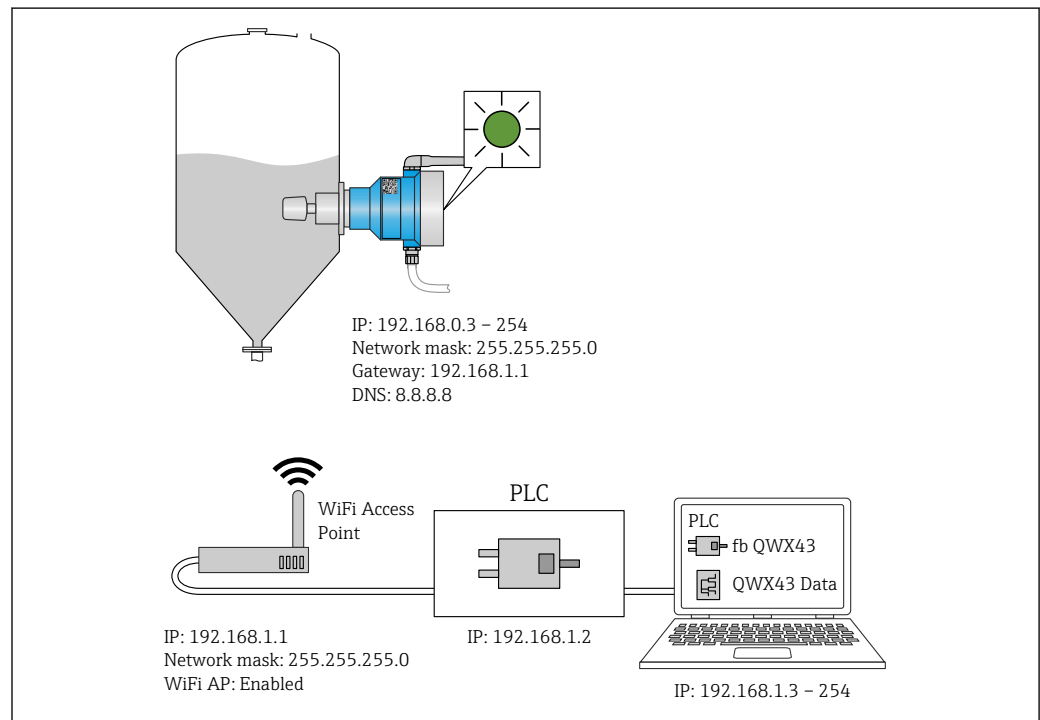 IP: 192.168.0.3 – 254
Network mask: 255.255.255.0
Gateway: 192.168.1.1
DNS: 8.8.8.8
WiFi Access
Point
PLC
PLC
fb QWX43
QWX43 Data
IP: 192.168.1.1
Network mask: 255.255.255.0
WiFi AP: Enabled
IP: 192.168.1.2
IP: 192.168.1.3 – 254